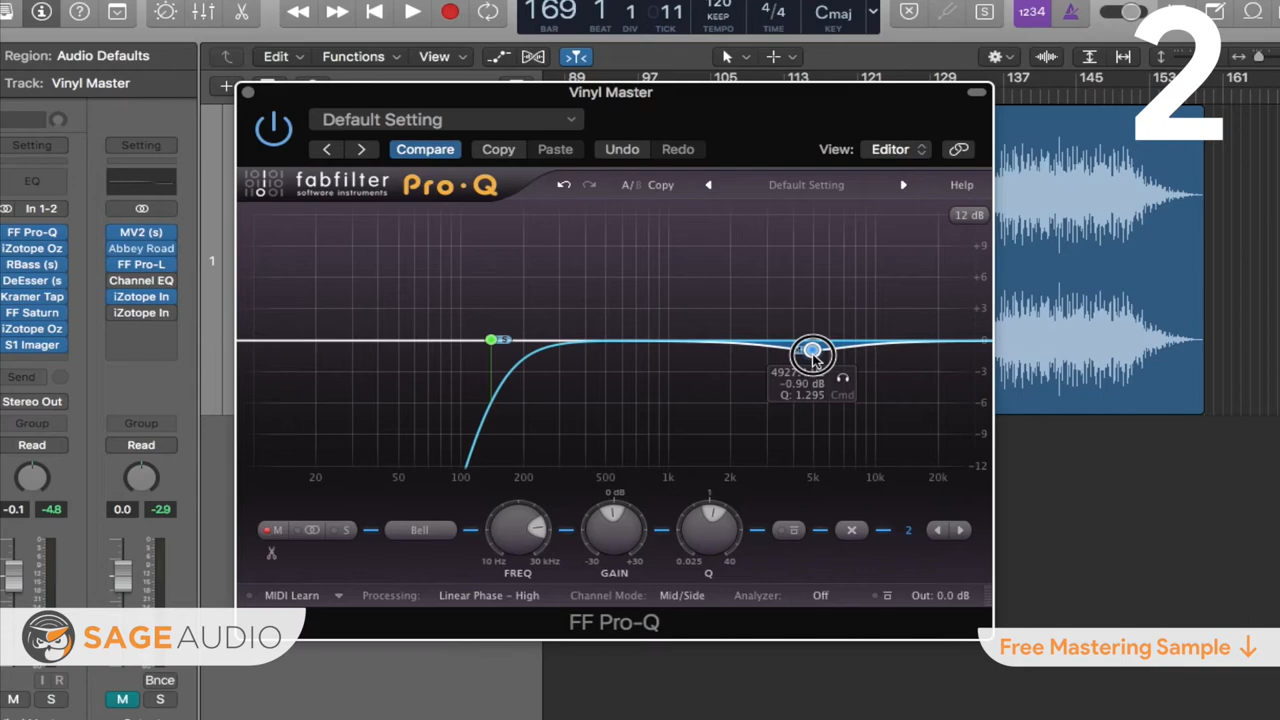 169 1 1 011
BAR BEAT DIV TICK
120
KEEP
TEMPO
4/4
TIME
Cmaj
KEY
1234
S
2
Region: Audio Defaults
Track: Vinyl Master
Edit Functions View
89 97 105 113 121 129 137 145 153 161
Vinyl Master
Default Setting
Compare Copy Paste Undo Redo View: Editor
fabfilter
software instruments
Pro·Q
A/B Copy Default Setting Help
12 dB
+9
+6
+3
0
-3
-6
-9
-12
S
-0.90 dB
Q: 1.295 Cmd
20 50 100 200 500 1k 2k 5k 10k 20k
M S Bell 0 dB 1 2
10 Hz 30 kHz -30 +30 0.025 40
FREQ GAIN Q
MIDI Learn Processing: Linear Phase - High Channel Mode: Mid/Side Analyzer: Off Out: 0.0 dB
FF Pro-Q
Setting Setting
EQ
In 1-2
FF Pro-Q MV2 (s)
iZotope Oz Abbey Road
RBass (s) FF Pro-L
DeEsser (s Channel EQ
Kramer Tap iZotope In
FF Saturn iZotope In
iZotope Oz
S1 Imager
Send
Stereo Out
Group Group
Read Read
-0.1 -4.8 0.0 -2.9
1
SAGE AUDIO
I R Bnce
M S M S
Free Mastering Sample ↓